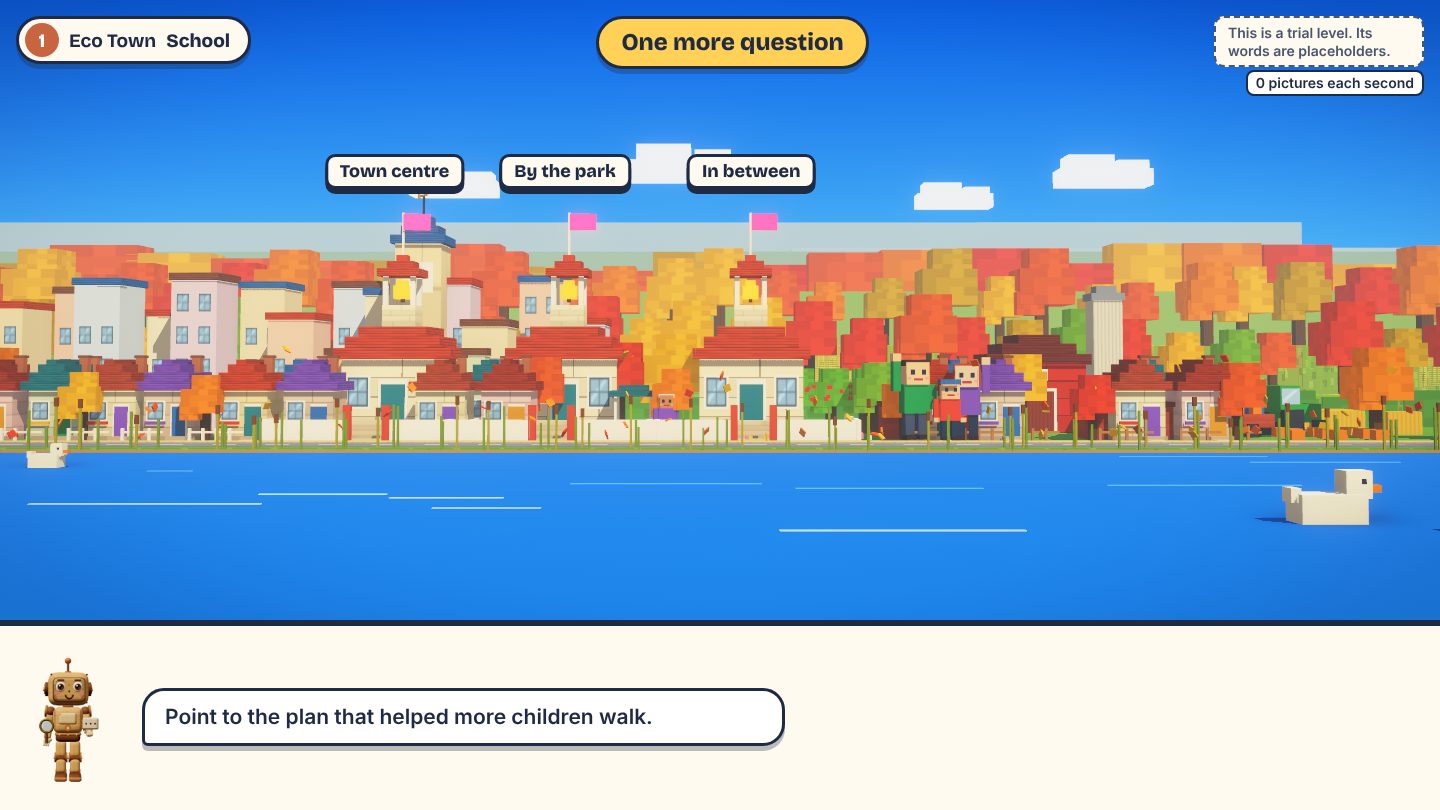 1 Eco Town School
One more question
This is a trial level. Its
words are placeholders.
0 pictures each second
Town centre
By the park
In between
Point to the plan that helped more children walk.